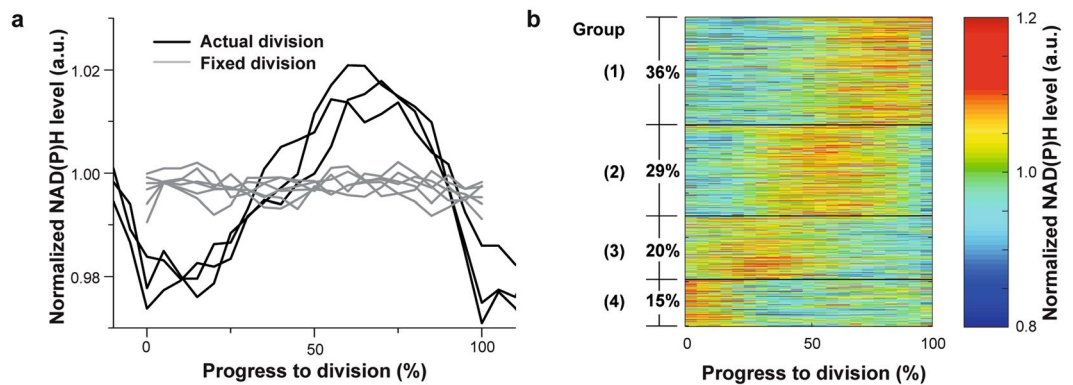 a
Normalized NAD(P)H level (a.u.)
1.02
1.00
0.98
Actual division
Fixed division
0
50
100
Progress to division (%)
b
Group
(1) 36%
(2) 29%
(3) 20%
(4) 15%
0
50
100
Progress to division (%)
1.2
1.0
0.8
Normalized NAD(P)H level (a.u.)